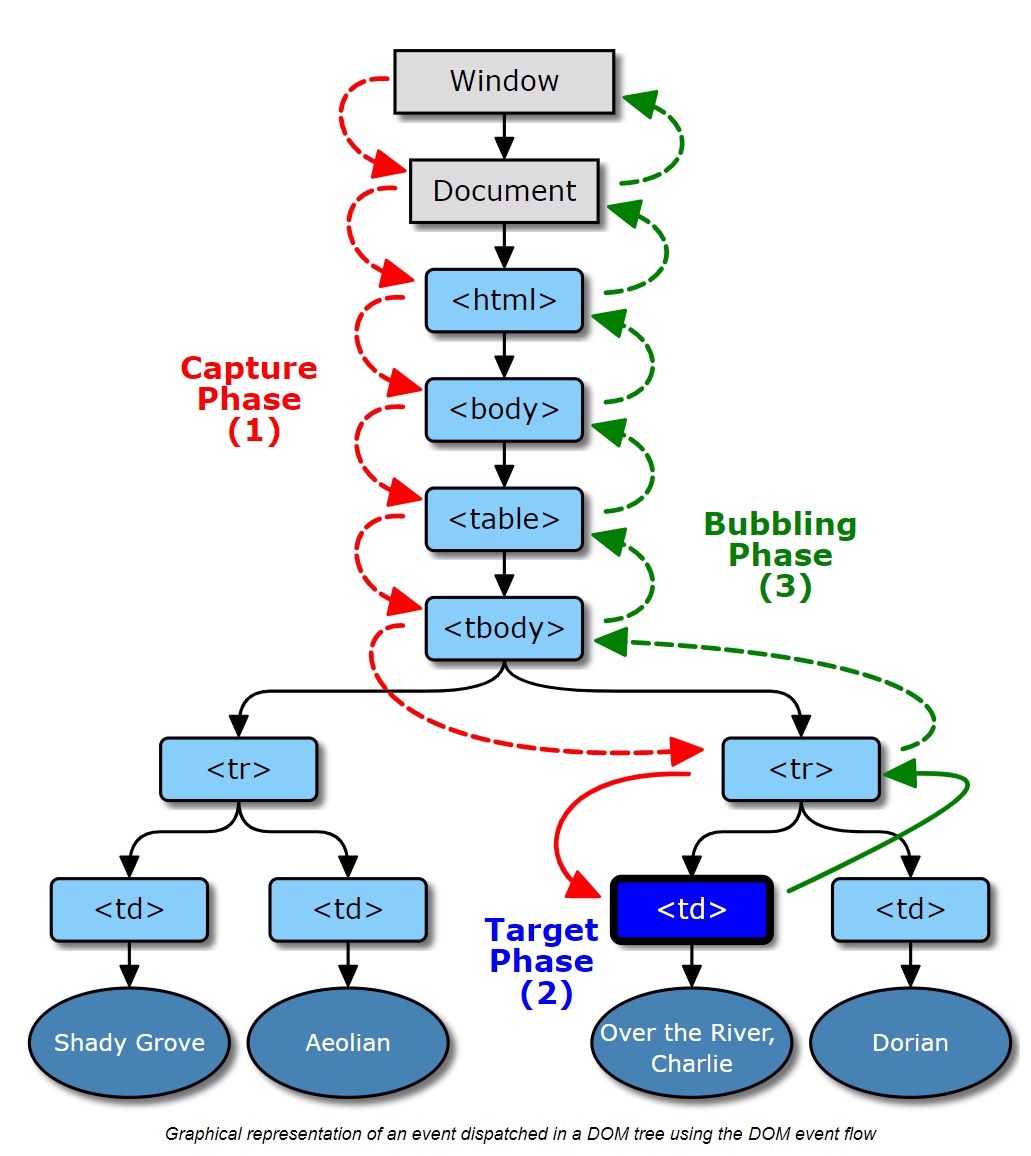 Window
Document
<html>
<body>
<table>
<tbody>
Capture
Phase
(1)
Bubbling
Phase
(3)
<tr>
<tr>
<td>
<td>
<td>
<td>
Target
Phase
(2)
Shady Grove
Aeolian
Over the River,
Charlie
Dorian
Graphical representation of an event dispatched in a DOM tree using the DOM event flow